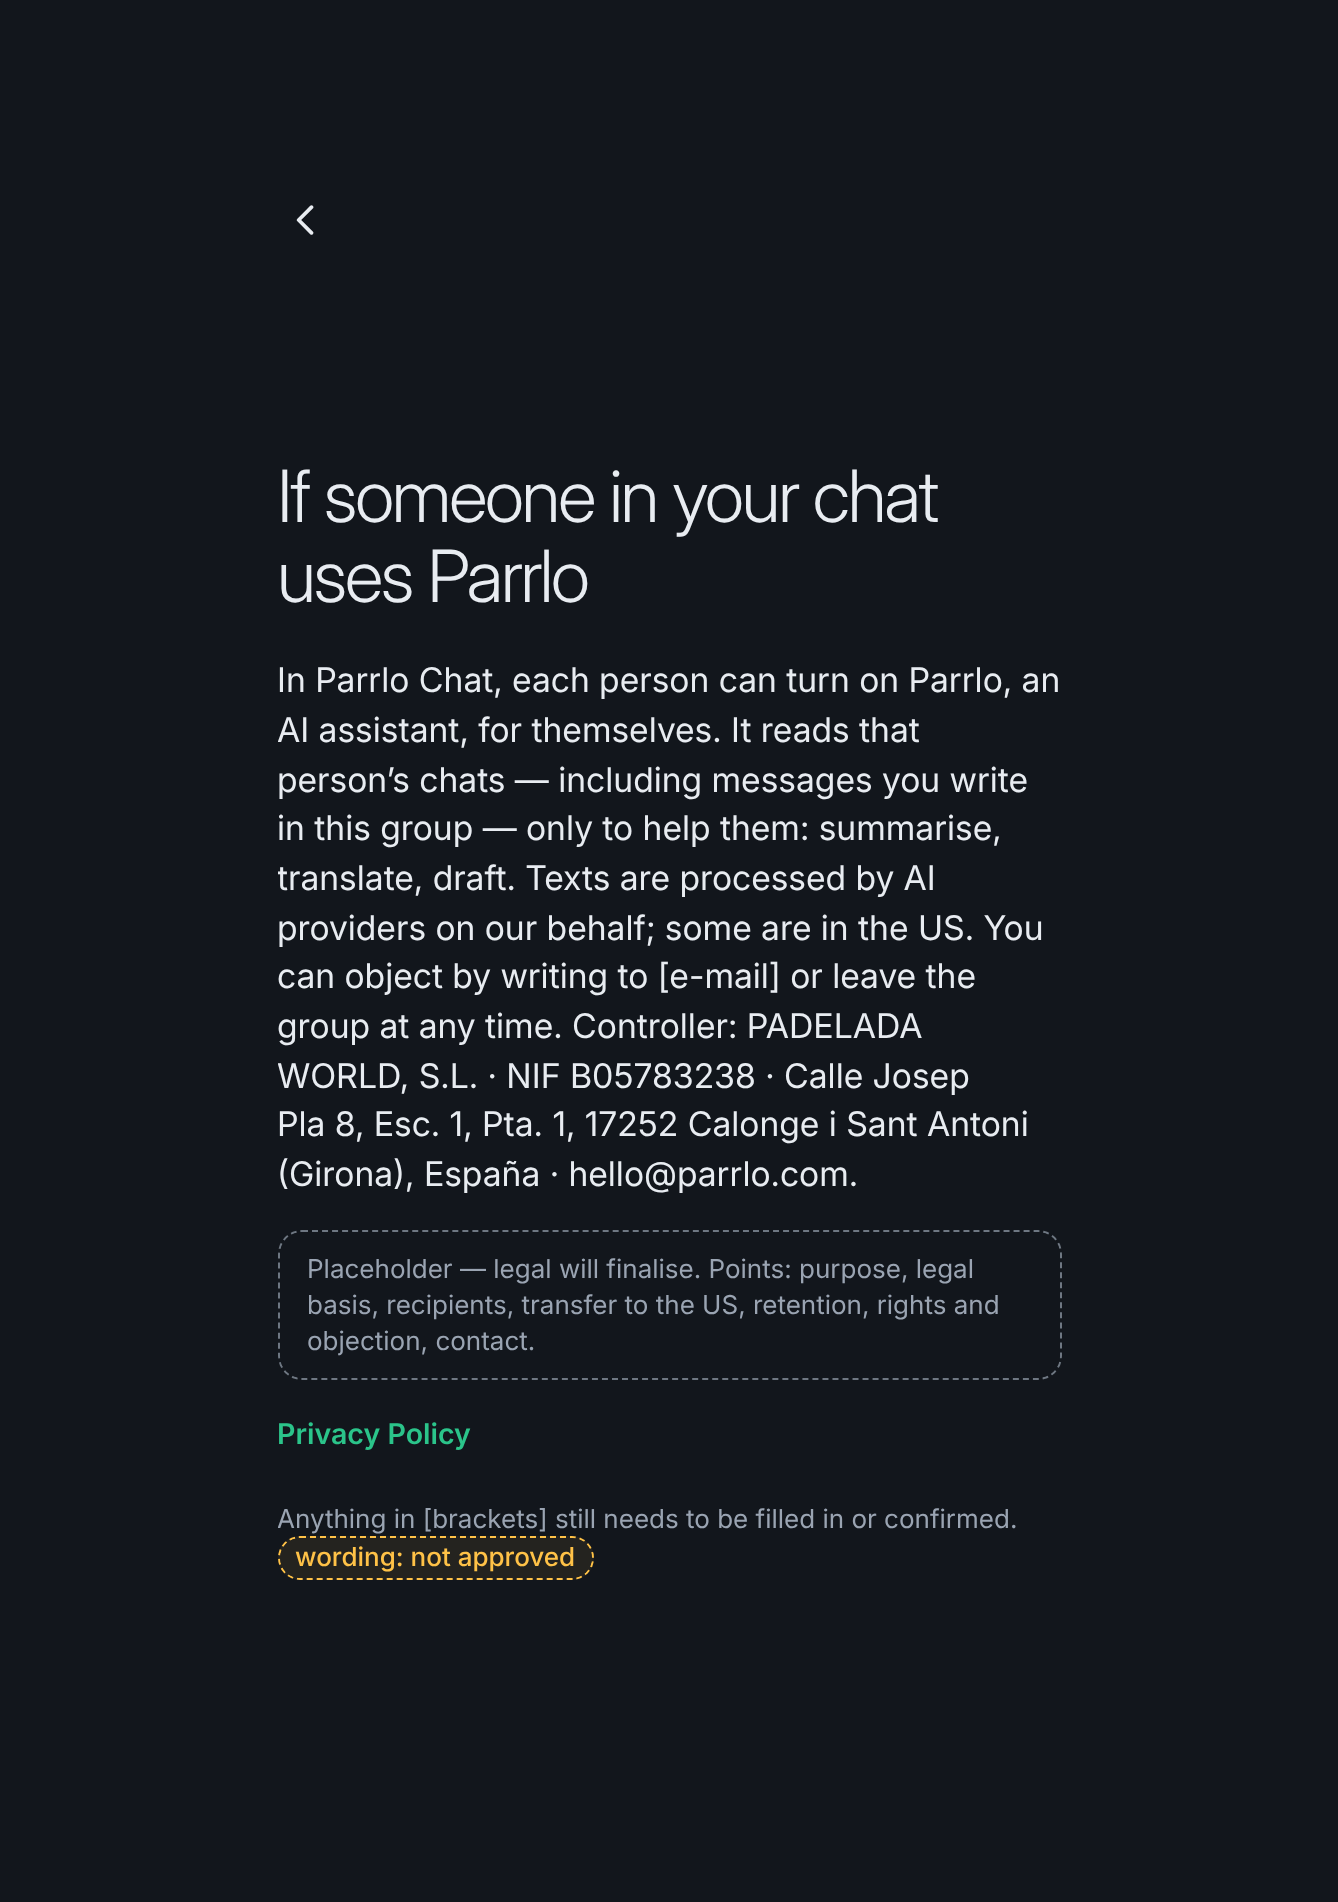 If someone in your chat
uses Parrlo
In Parrlo Chat, each person can turn on Parrlo, an
AI assistant, for themselves. It reads that
person’s chats — including messages you write
in this group — only to help them: summarise,
translate, draft. Texts are processed by AI
providers on our behalf; some are in the US. You
can object by writing to [e-mail] or leave the
group at any time. Controller: PADELADA
WORLD, S.L. · NIF B05783238 · Calle Josep
Pla 8, Esc. 1, Pta. 1, 17252 Calonge i Sant Antoni
(Girona), España · hello@parrlo.com.
Placeholder — legal will finalise. Points: purpose, legal
basis, recipients, transfer to the US, retention, rights and
objection, contact.
Privacy Policy
Anything in [brackets] still needs to be filled in or confirmed.
wording: not approved